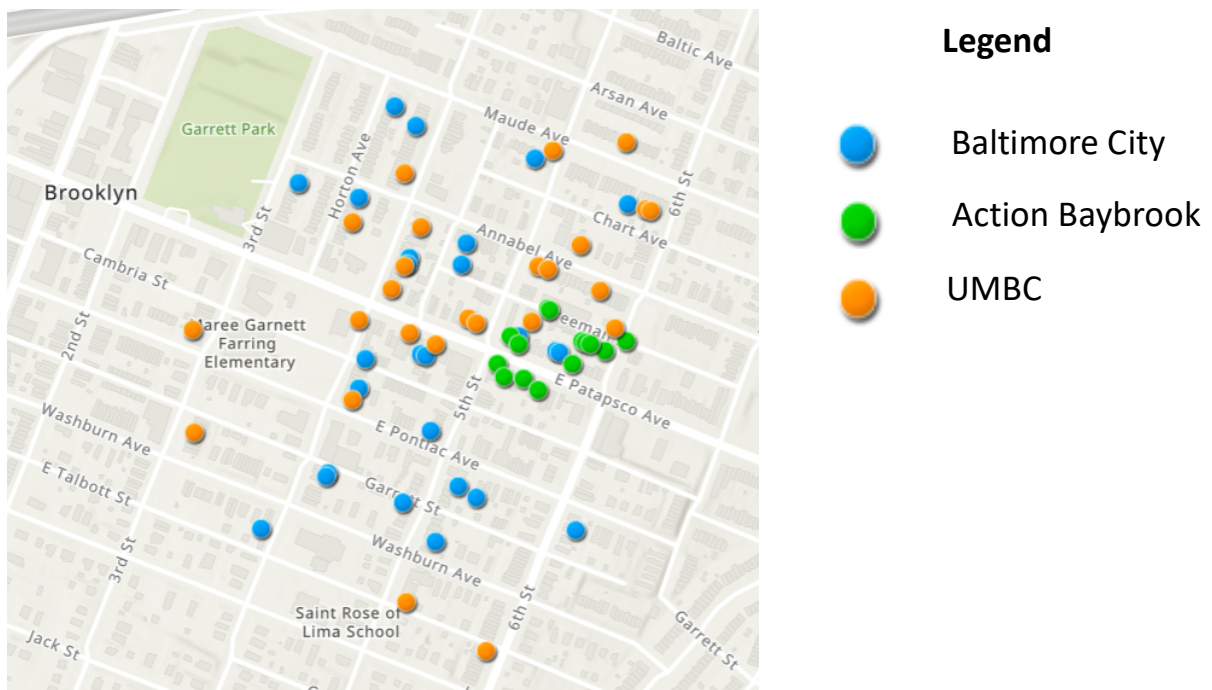 Legend
Baltimore City
Action Baybrook
UMBC
Baltic Ave
Arsan Ave
Maude Ave
Garrett Park
Horton Ave
Brooklyn
6th St
3rd St
Chart Ave
Annabel Ave
Cambria St
2nd St
aree Garnett
Farring
Elementary
eeman
E Patapsco Ave
5th St
Washburn Ave
E Pontiac Ave
E Talbott St
Garrett St
3rd St
Washburn Ave
6th St
Saint Rose of
Lima School
Garrett St
Jack St